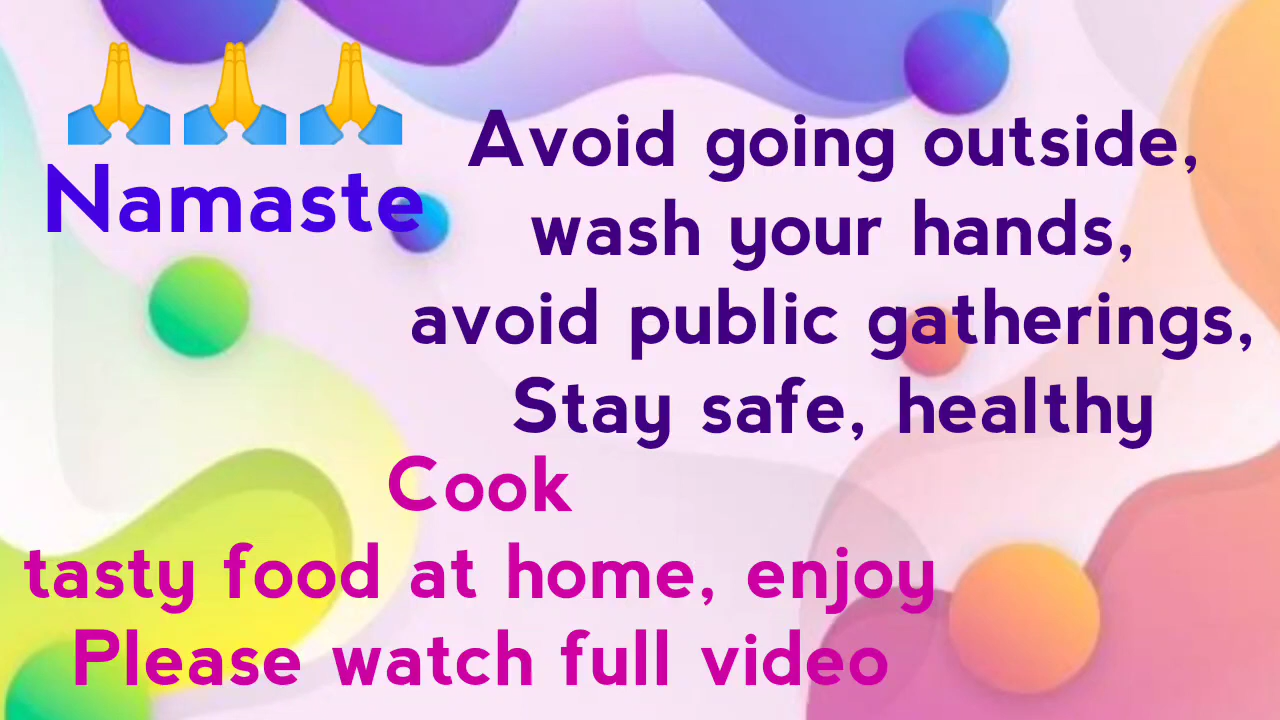 🙏🙏🙏
Namaste
Avoid going outside,
wash your hands,
avoid public gatherings,
Stay safe, healthy
Cook
tasty food at home, enjoy
Please watch full video